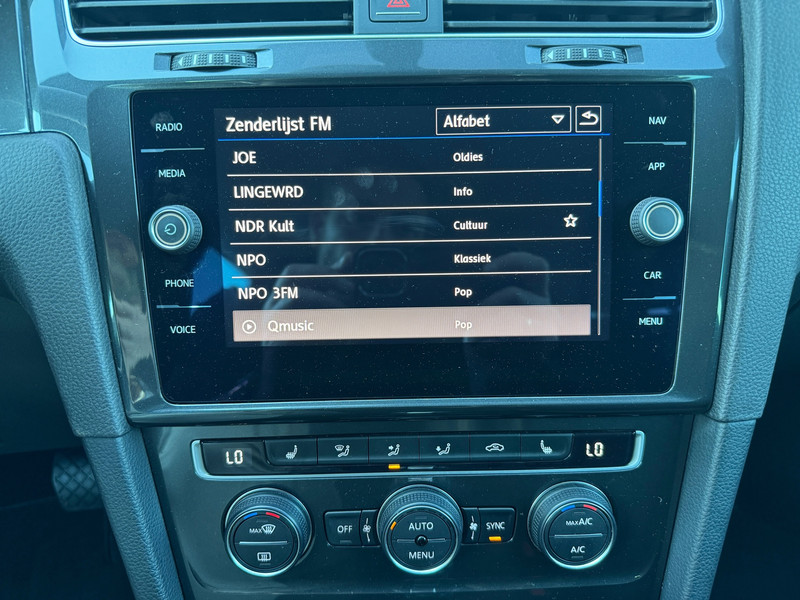 RADIO
MEDIA
PHONE
VOICE
Zenderlijst FM Alfabet
JOE Oldies
LINGEWRD Info
NDR Kult Cultuur
NPO Klassiek
NPO 3FM Pop
Qmusic Pop
NAV
APP
CAR
MENU
LO LO
MAX OFF AUTO SYNC MAX A/C
MENU A/C